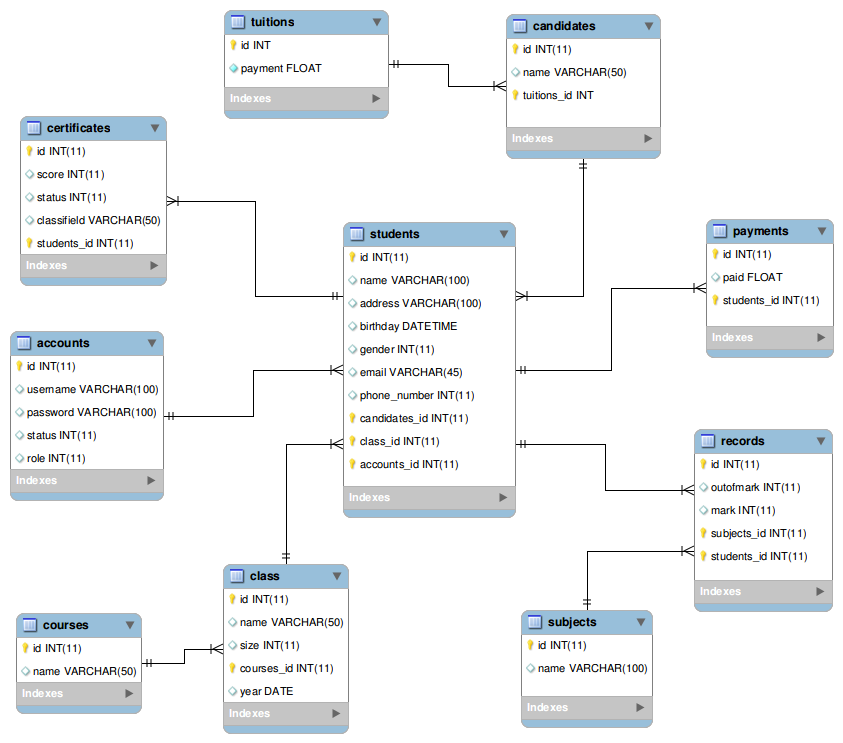 tuitions
id INT
payment FLOAT
Indexes
candidates
id INT(11)
name VARCHAR(50)
tuitions_id INT
Indexes
certificates
id INT(11)
score INT(11)
status INT(11)
classifield VARCHAR(50)
students_id INT(11)
Indexes
students
id INT(11)
name VARCHAR(100)
address VARCHAR(100)
birthday DATETIME
gender INT(11)
email VARCHAR(45)
phone_number INT(11)
candidates_id INT(11)
class_id INT(11)
accounts_id INT(11)
Indexes
payments
id INT(11)
paid FLOAT
students_id INT(11)
Indexes
accounts
id INT(11)
username VARCHAR(100)
password VARCHAR(100)
status INT(11)
role INT(11)
Indexes
records
id INT(11)
outofmark INT(11)
mark INT(11)
subjects_id INT(11)
students_id INT(11)
Indexes
class
id INT(11)
name VARCHAR(50)
size INT(11)
courses_id INT(11)
year DATE
Indexes
courses
id INT(11)
name VARCHAR(50)
Indexes
subjects
id INT(11)
name VARCHAR(100)
Indexes